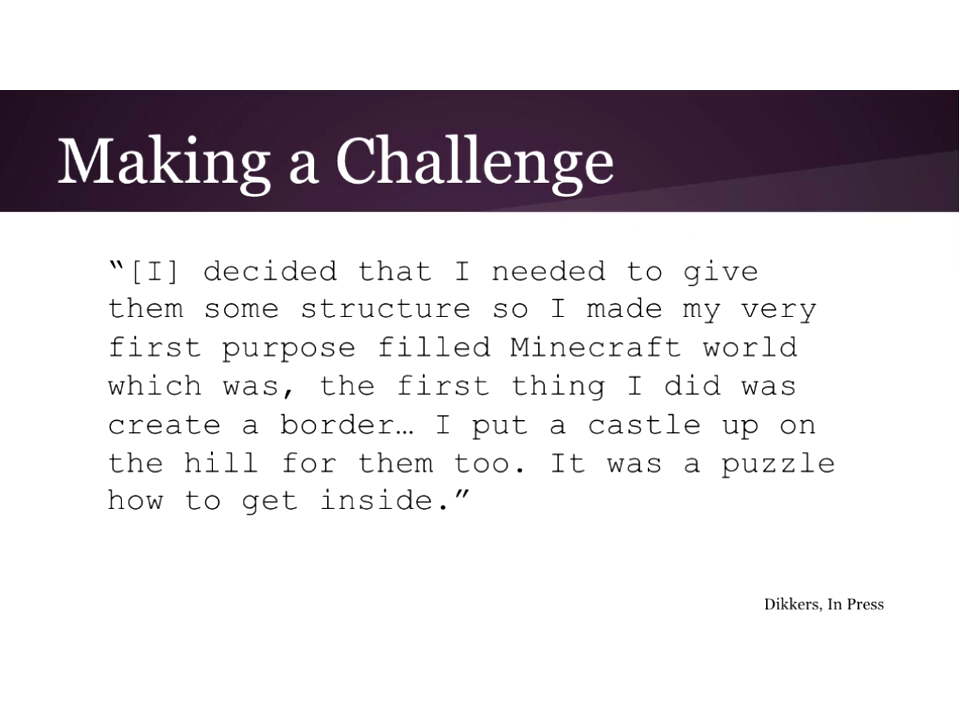 Making a Challenge
“[I] decided that I needed to give
them some structure so I made my very
first purpose filled Minecraft world
which was, the first thing I did was
create a border… I put a castle up on
the hill for them too. It was a puzzle
how to get inside.”
Dikkers, In Press